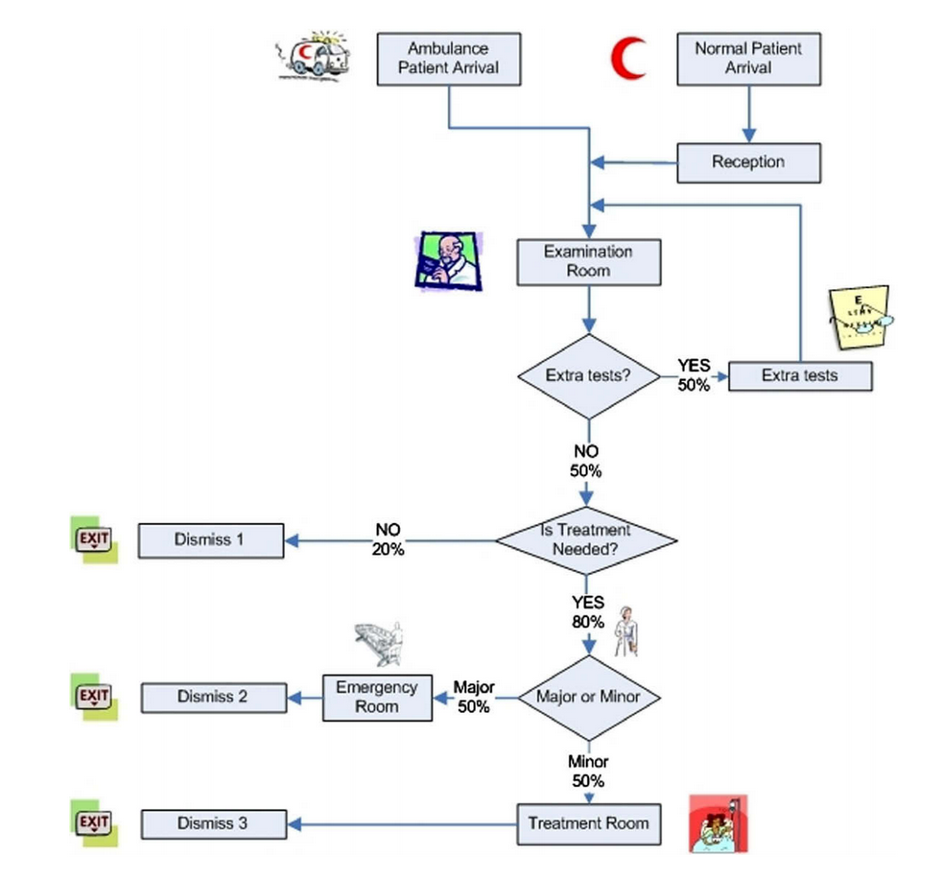 Ambulance
Patient Arrival
Normal Patient
Arrival
Reception
Examination
Room
E
Extra tests?
YES
50%
Extra tests
NO
50%
EXIT
Dismiss 1
NO
20%
Is Treatment
Needed?
YES
80%
EXIT
Dismiss 2
Emergency
Room
Major
50%
Major or Minor
Minor
50%
EXIT
Dismiss 3
Treatment Room